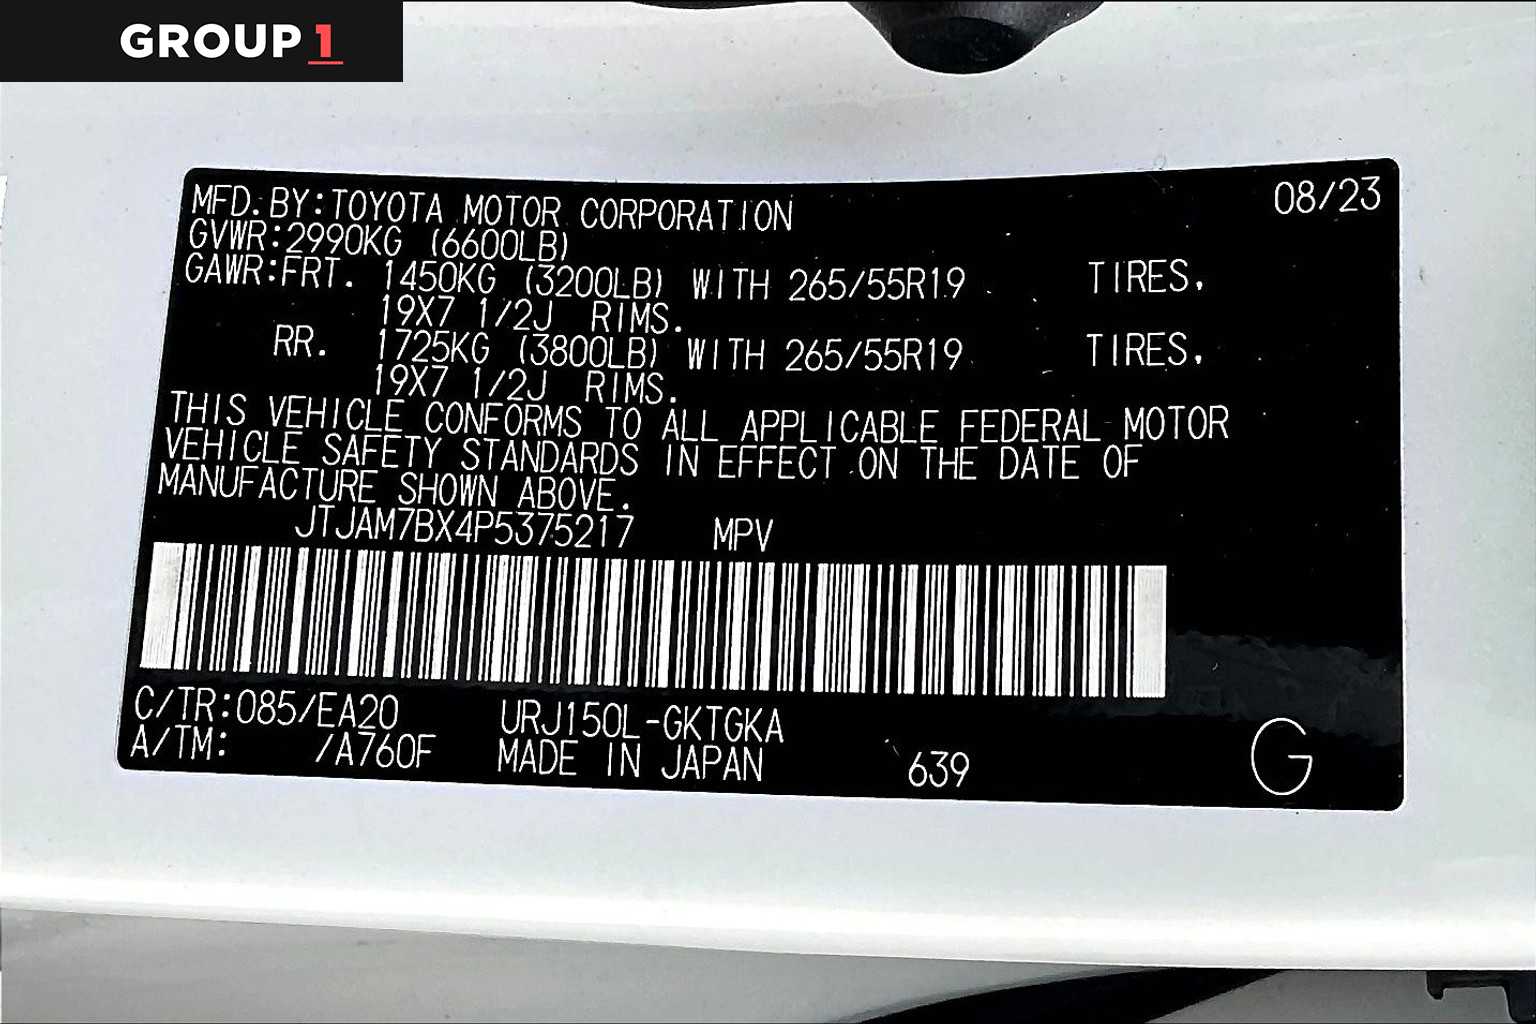 GROUP 1
MFD. BY: TOYOTA MOTOR CORPORATION 08/23
GVWR: 2990KG (6600LB)
GAWR: FRT. 1450KG (3200LB) WITH 265/55R19 TIRES.
19X7 1/2J RIMS.
RR. 1725KG (3800LB) WITH 265/55R19 TIRES.
19X7 1/2J RIMS.
THIS VEHICLE CONFORMS TO ALL APPLICABLE FEDERAL MOTOR
VEHICLE SAFETY STANDARDS IN EFFECT ON THE DATE OF
MANUFACTURE SHOWN ABOVE.
JTJAM7BX4P5375217 MPV
C/TR: 085/EA20 URJ150L-GKTGKA
A/TM: /A760F MADE IN JAPAN 639 G